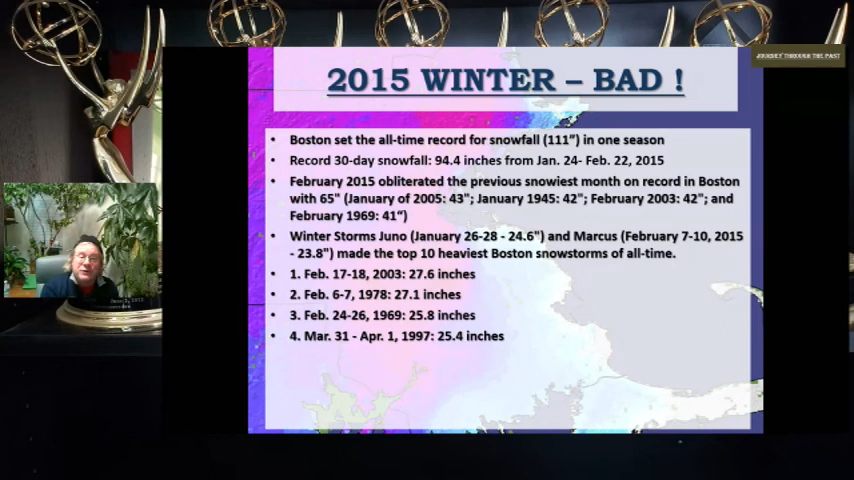 JOURNEY THROUGH THE PAST
2015 WINTER – BAD !
• Boston set the all-time record for snowfall (111”) in one season
• Record 30-day snowfall: 94.4 inches from Jan. 24- Feb. 22, 2015
• February 2015 obliterated the previous snowiest month on record in Boston
with 65" (January of 2005: 43"; January 1945: 42"; February 2003: 42"; and
February 1969: 41“)
• Winter Storms Juno (January 26-28 - 24.6") and Marcus (February 7-10, 2015
- 23.8") made the top 10 heaviest Boston snowstorms of all-time.
• 1. Feb. 17-18, 2003: 27.6 inches
• 2. Feb. 6-7, 1978: 27.1 inches
• 3. Feb. 24-26, 1969: 25.8 inches
• 4. Mar. 31 - Apr. 1, 1997: 25.4 inches